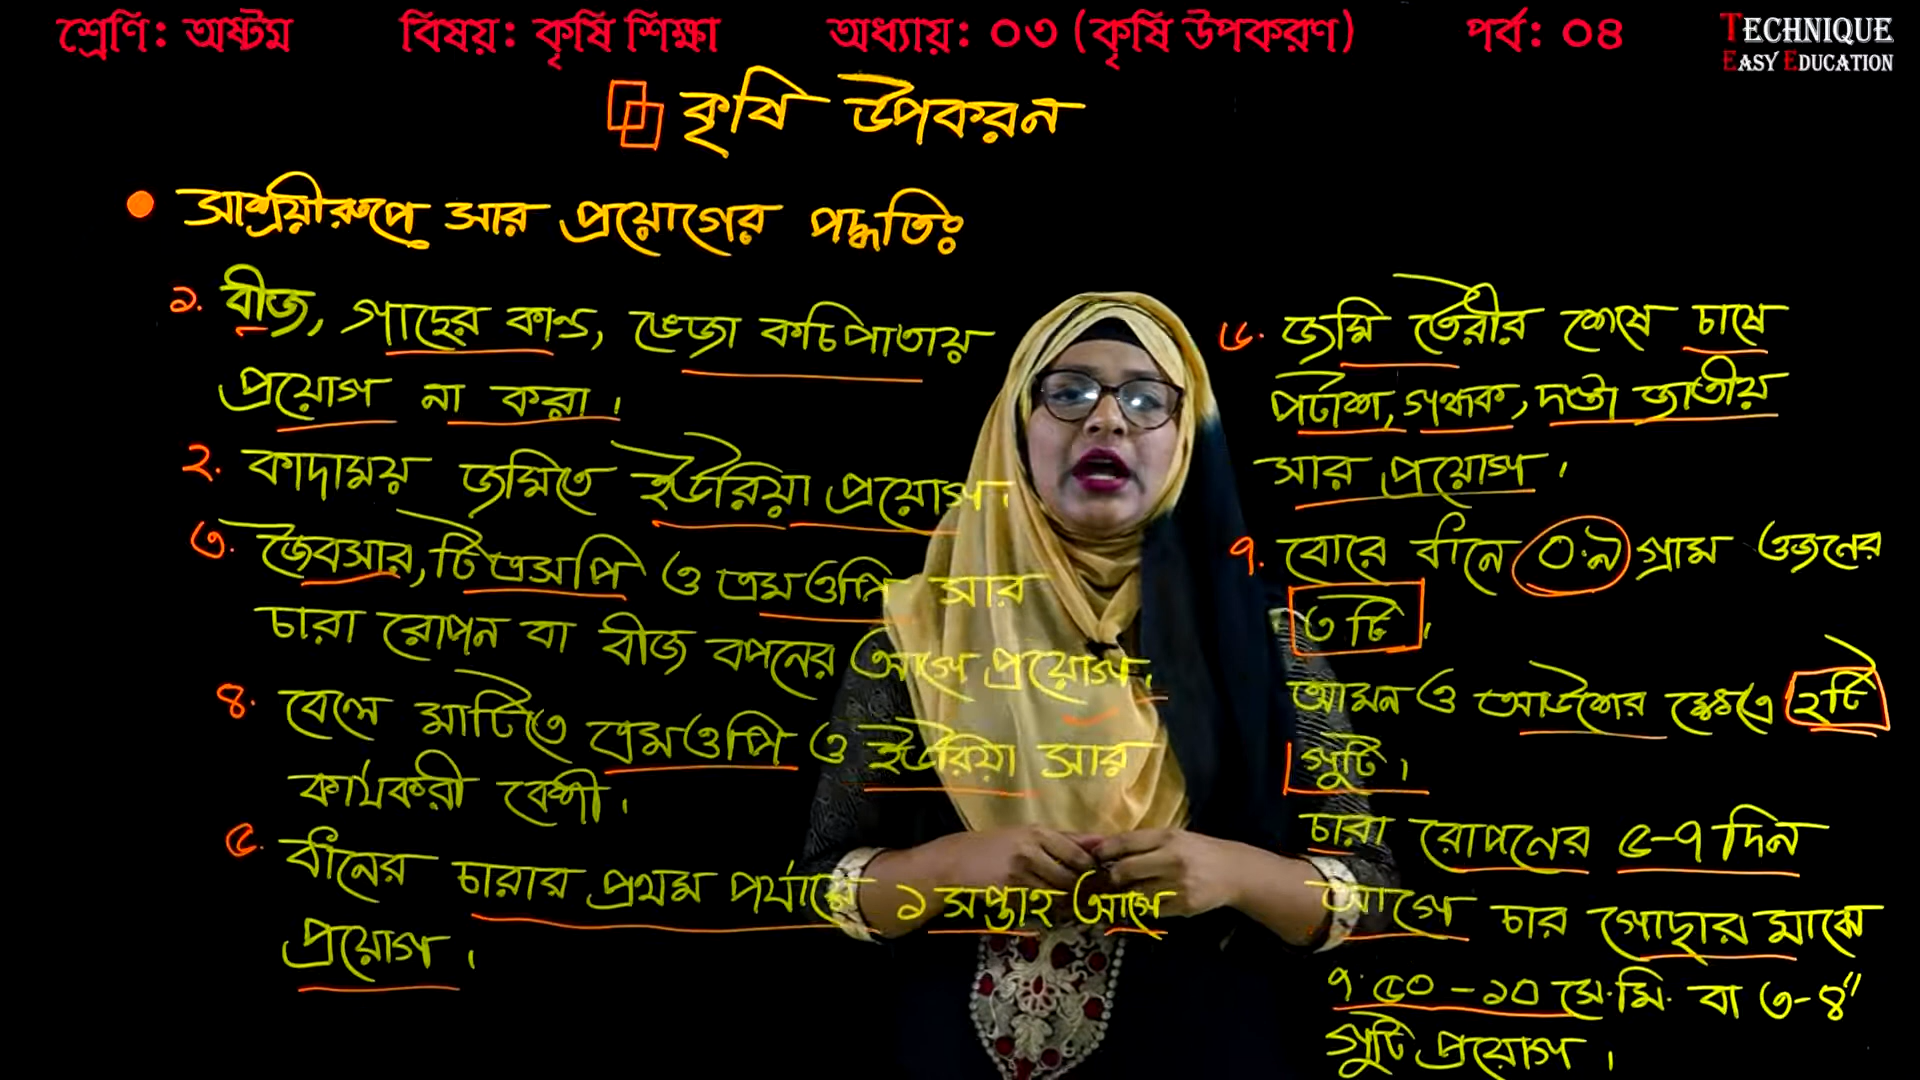 শ্রেণি: অষ্টম বিষয়: কৃষি শিক্ষা অধ্যায়: ০৩ (কৃষি উপকরণ) পর্ব: ০৪
TECHNIQUE
EASY EDUCATION
কৃষি উপকরন
সাশ্রয়ীরুপে সার প্রয়োগের পদ্ধতিঃ
১. বীজ, গাছের কান্ড, ভেজা কচিপাতায়
প্রয়োগ না করা।
২. কাদাময় জমিতে ইউরিয়া প্রয়োগ।
৩. জৈবসার, টিএসপি ও এমওপি সার
চারা রোপন বা বীজ বপনের আগে প্রয়োগ।
৪. বেলে মাটিতে এমওপি ও ইউরিয়া সার
কার্যকরী বেশী।
৫. ধানের চারার প্রথম পর্যায়ে ১ সপ্তাহ আগে
প্রয়োগ।
৬. জমি তৈরীর শেষে চাষে
পটাশ, গন্ধক, দস্তা জাতীয়
সার প্রয়োগ।
৭. বোরো ধানে ০.৯ গ্রাম ওজনের
৩ টি।
আমন ও আউশের ক্ষেত্রে ২টি
গুটি।
চারা রোপনের ৫-৭ দিন
আগে চার গোছার মাঝে
৭.৫০ - ১০ সে.মি. বা ৩-৪"
গুটি প্রয়োগ।